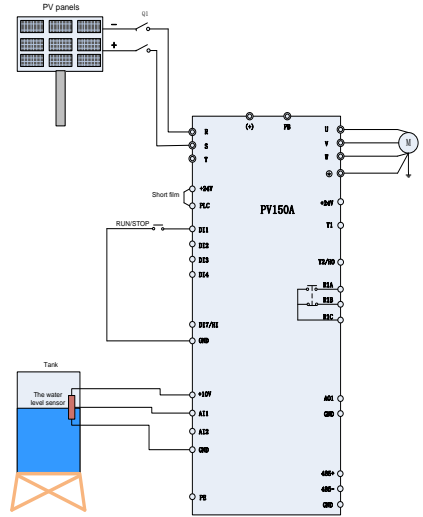 PV panels
Q1
−
+
(+)
PB
R
S
T
U
V
W
M
+24V
PLC
Short film
PV150A
+24V
Y1
RUN/STOP
DI1
DI2
DI3
DI4
Y2/HO
R1A
R1B
R1C
DI7/HI
GND
Tank
The water
level sensor
+10V
AI1
AI2
GND
AO1
GND
PE
485+
485-
GND